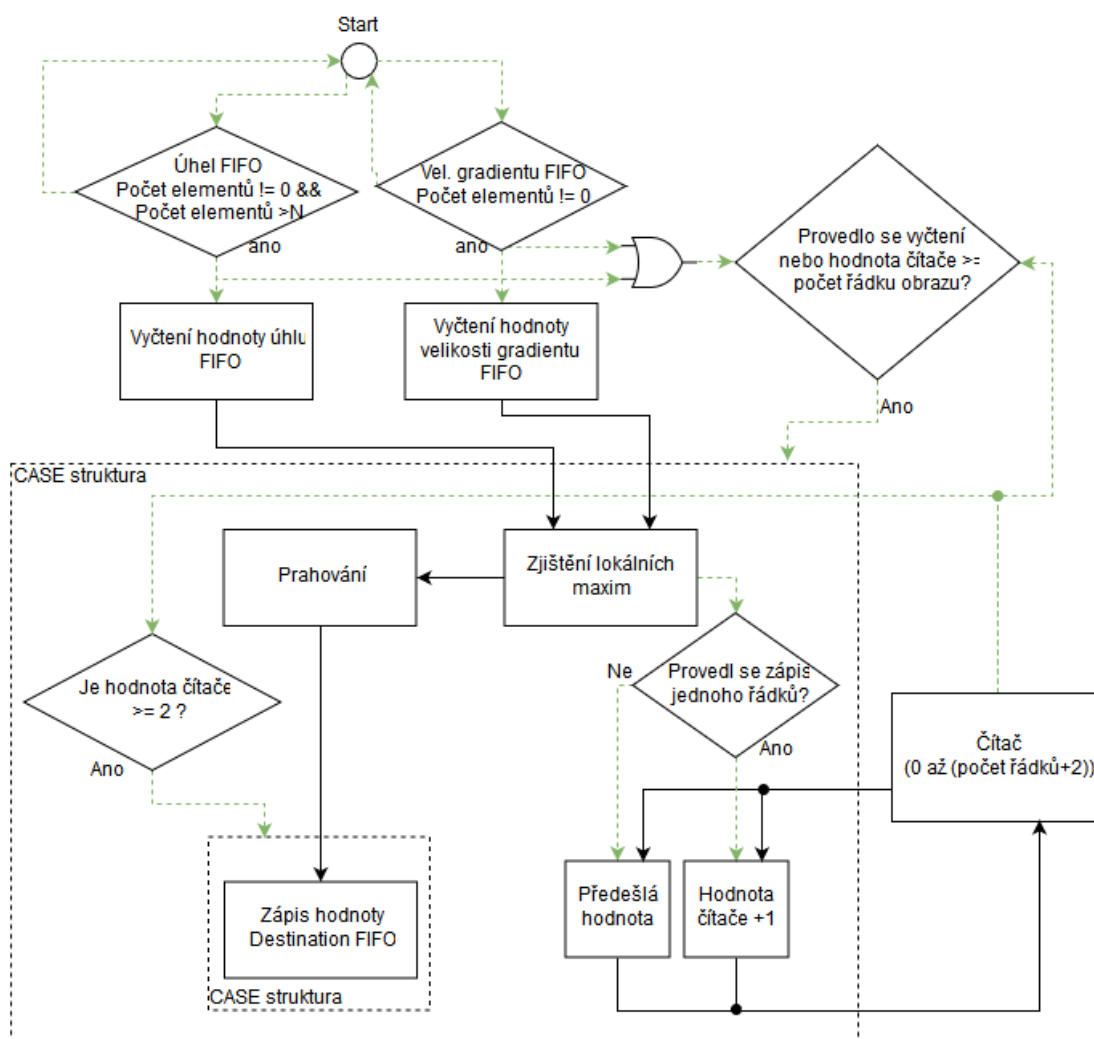 Start
Úhel FIFO
Počet elementů != 0 &&
Počet elementů >N
ano
Vel. gradientu FIFO
Počet elementů != 0
ano
Provedlo se vyčtení
nebo hodnota čítače >=
počet řádku obrazu?
Ano
Vyčtení hodnoty úhlu
FIFO
Vyčtení hodnoty
velikosti gradientu
FIFO
CASE struktura
Prahování
Zjištění lokálních
maxim
Je hodnota čítače
>= 2 ?
Ano
Ne
Provedl se zápis
jednoho řádků?
Ano
Čítač
(0 až (počet řádků+2))
Předešlá
hodnota
Hodnota
čítače +1
Zápis hodnoty
Destination FIFO
CASE struktura